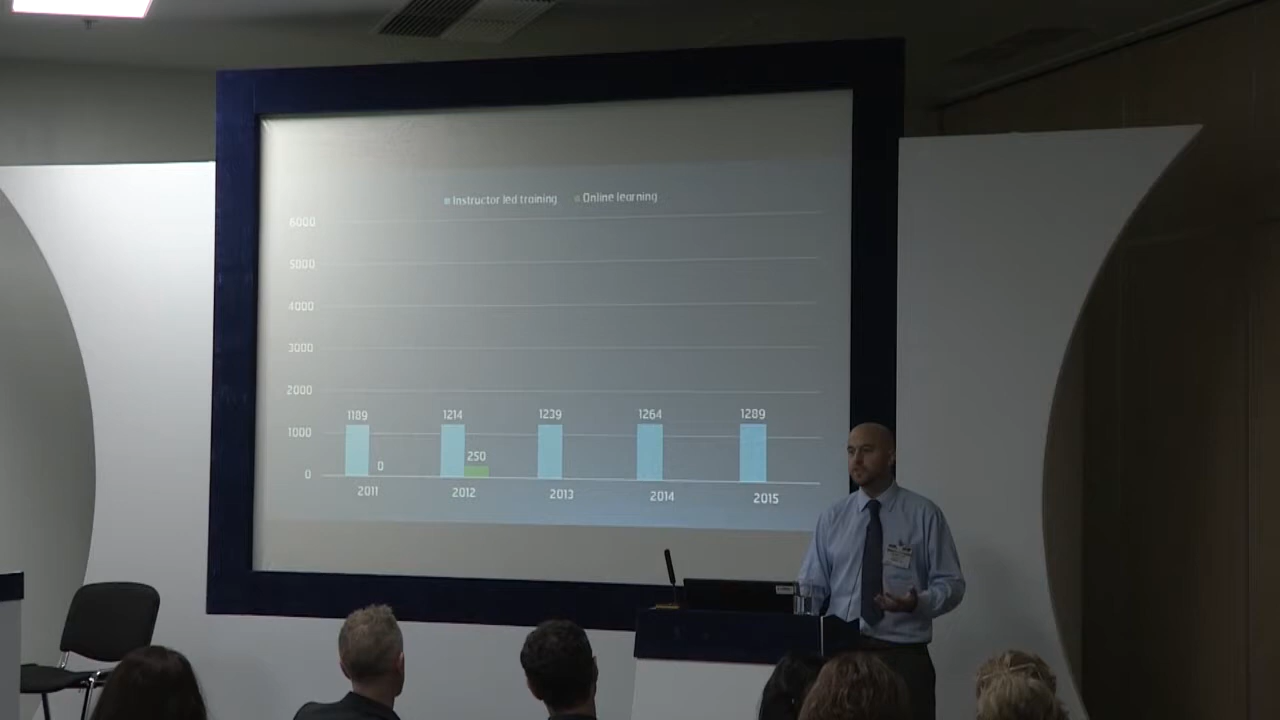 Instructor led training Online learning
6000
5000
4000
3000
2000
1000
0
1189 0 1214 250 1239 1264 1289
2011 2012 2013 2014 2015